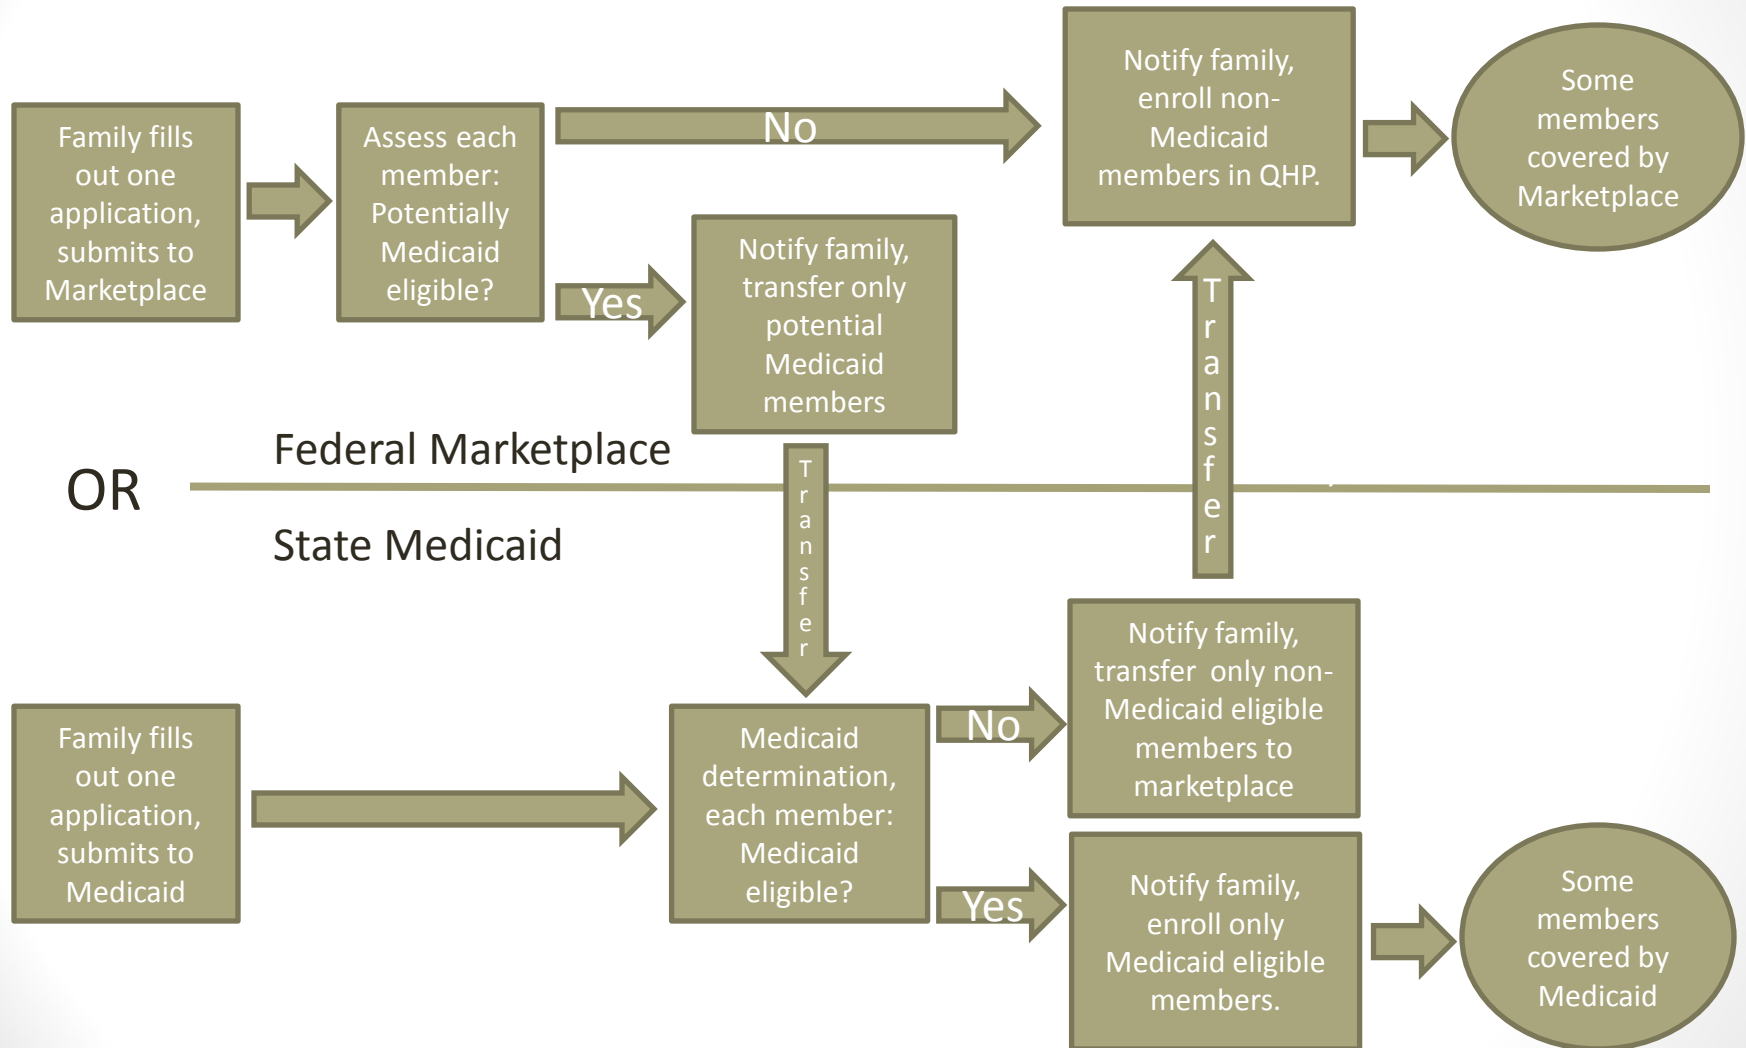 Family fills
out one
application,
submits to
Marketplace
Assess each
member:
Potentially
Medicaid
eligible?
No
Yes
Notify family,
transfer only
potential
Medicaid
members
Notify family,
enroll non-
Medicaid
members in QHP.
Some
members
covered by
Marketplace
Transfer
Transfer
Federal Marketplace
OR
State Medicaid
Family fills
out one
application,
submits to
Medicaid
Medicaid
determination,
each member:
Medicaid
eligible?
No
Yes
Notify family,
transfer only non-
Medicaid eligible
members to
marketplace
Notify family,
enroll only
Medicaid eligible
members.
Some
members
covered by
Medicaid